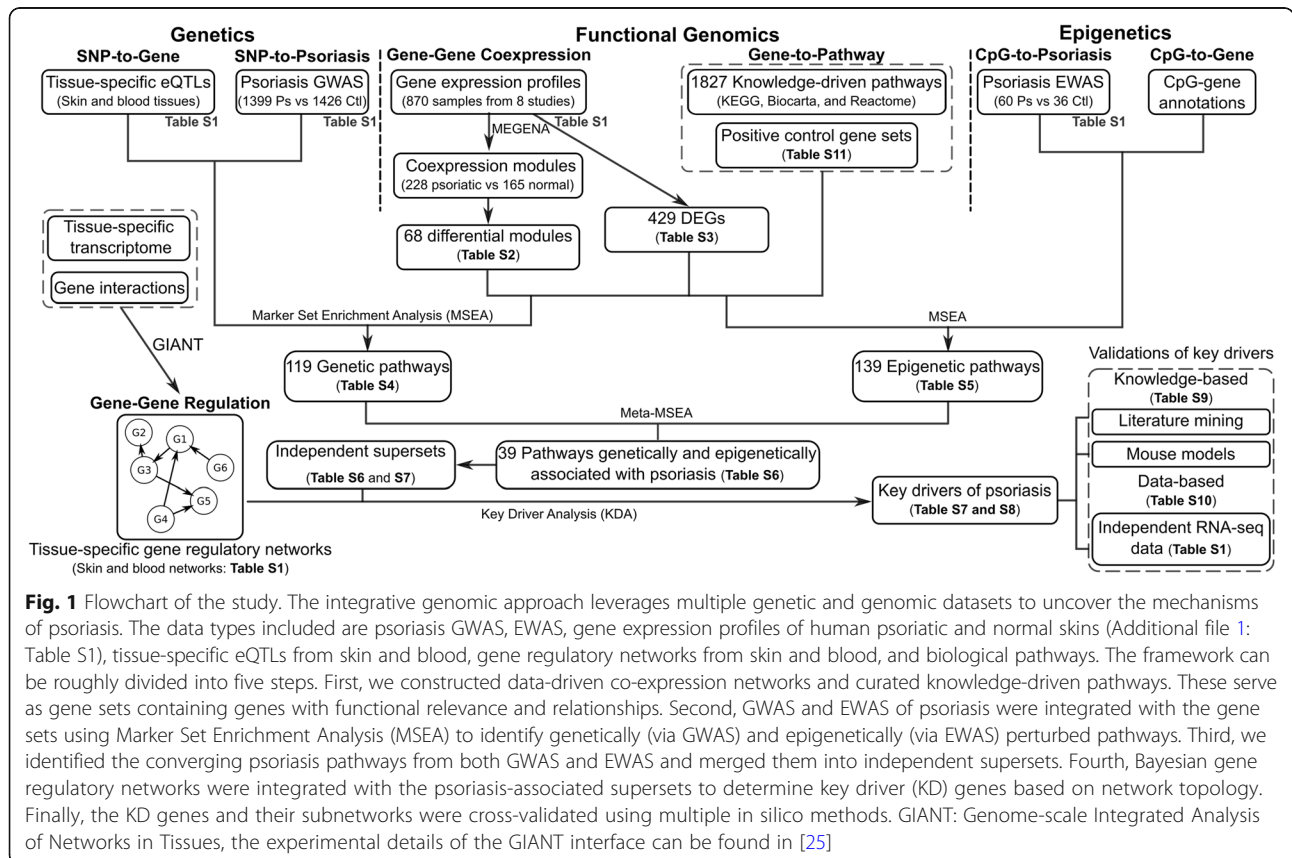 Genetics
Functional Genomics
Epigenetics
SNP-to-Gene
SNP-to-Psoriasis
Gene-Gene Coexpression
Gene-to-Pathway
CpG-to-Psoriasis
CpG-to-Gene
Tissue-specific eQTLs
(Skin and blood tissues)
Table S1
Psoriasis GWAS
(1399 Ps vs 1426 Ctl)
Table S1
Gene expression profiles
(870 samples from 8 studies)
Table S1
MEGENA
Coexpression modules
(228 psoriatic vs 165 normal)
68 differential modules
(Table S2)
429 DEGs
(Table S3)
1827 Knowledge-driven pathways
(KEGG, Biocarta, and Reactome)
Positive control gene sets
(Table S11)
Psoriasis EWAS
(60 Ps vs 36 Ctl)
Table S1
CpG-gene
annotations
Tissue-specific
transcriptome
Gene interactions
GIANT
Marker Set Enrichment Analysis (MSEA)
MSEA
119 Genetic pathways
(Table S4)
139 Epigenetic pathways
(Table S5)
Meta-MSEA
Gene-Gene Regulation
G2
G1
G3
G6
G5
G4
Tissue-specific gene regulatory networks
(Skin and blood networks: Table S1)
Independent supersets
(Table S6 and S7)
39 Pathways genetically and epigenetically
associated with psoriasis (Table S6)
Key Driver Analysis (KDA)
Key drivers of psoriasis
(Table S7 and S8)
Validations of key drivers
Knowledge-based
(Table S9)
Literature mining
Mouse models
Data-based
(Table S10)
Independent RNA-seq
data (Table S1)
Fig. 1 Flowchart of the study. The integrative genomic approach leverages multiple genetic and genomic datasets to uncover the mechanisms
of psoriasis. The data types included are psoriasis GWAS, EWAS, gene expression profiles of human psoriatic and normal skins (Additional file 1:
Table S1), tissue-specific eQTLs from skin and blood, gene regulatory networks from skin and blood, and biological pathways. The framework can
be roughly divided into five steps. First, we constructed data-driven co-expression networks and curated knowledge-driven pathways. These serve
as gene sets containing genes with functional relevance and relationships. Second, GWAS and EWAS of psoriasis were integrated with the gene
sets using Marker Set Enrichment Analysis (MSEA) to identify genetically (via GWAS) and epigenetically (via EWAS) perturbed pathways. Third, we
identified the converging psoriasis pathways from both GWAS and EWAS and merged them into independent supersets. Fourth, Bayesian gene
regulatory networks were integrated with the psoriasis-associated supersets to determine key driver (KD) genes based on network topology.
Finally, the KD genes and their subnetworks were cross-validated using multiple in silico methods. GIANT: Genome-scale Integrated Analysis
of Networks in Tissues, the experimental details of the GIANT interface can be found in [25]